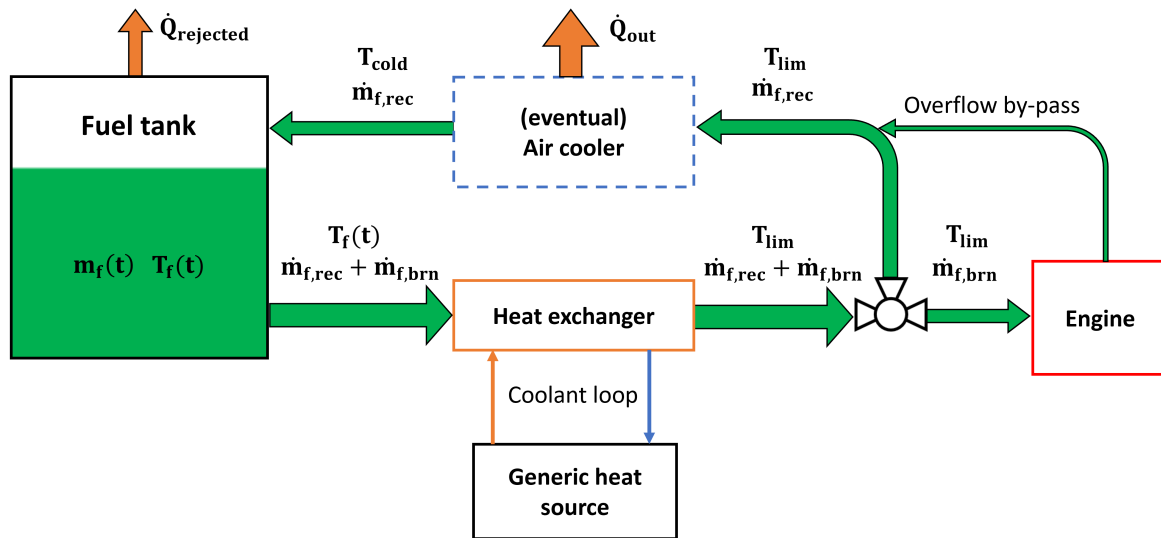 Q̇rejected
Q̇out
Tcold
ṁf,rec
Tlim
ṁf,rec
Overflow by-pass
Fuel tank
(eventual)
Air cooler
mf(t) Tf(t)
Tf(t)
ṁf,rec + ṁf,brn
Tlim
ṁf,rec + ṁf,brn
Tlim
ṁf,brn
Heat exchanger
Engine
Coolant loop
Generic heat
source